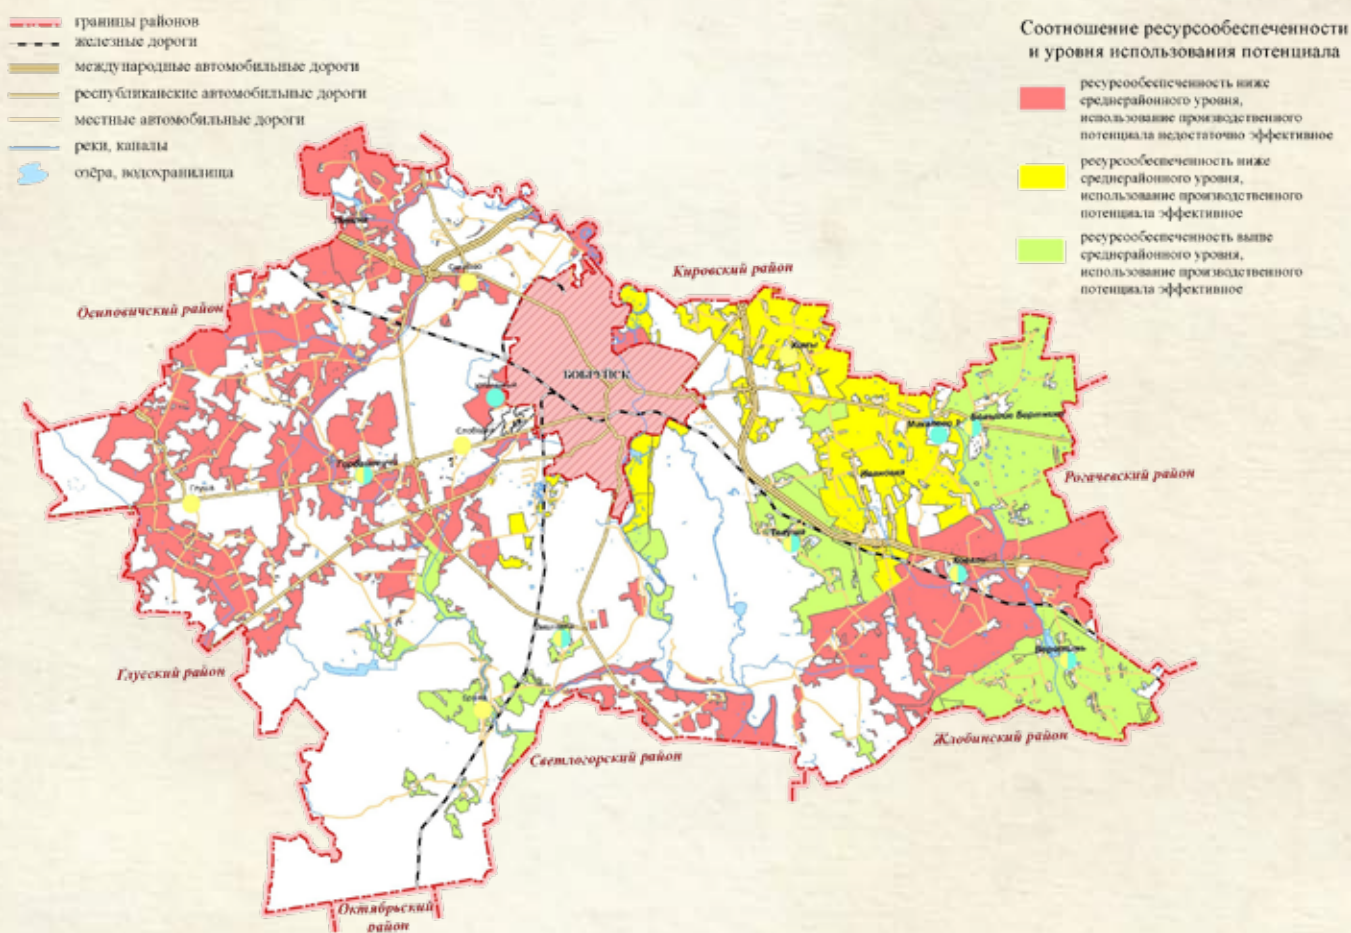 границы районов
железные дороги
международные автомобильные дороги
республиканские автомобильные дороги
местные автомобильные дороги
реки, каналы
озёра, водохранилища
Соотношение ресурсообеспеченности
и уровня использования потенциала
ресурсообеспеченность ниже
среднерайонного уровня,
использование производственного
потенциала недостаточно эффективное
ресурсообеспеченность ниже
среднерайонного уровня,
использование производственного
потенциала эффективное
ресурсообеспеченность выше
среднерайонного уровня,
использование производственного
потенциала эффективное
Кировский район
Осиповичский район
БОБРУЙСК
Рогачевский район
Глусский район
Жлобинский район
Светлогорский район
Октябрьский
район
Глуша
Ковали